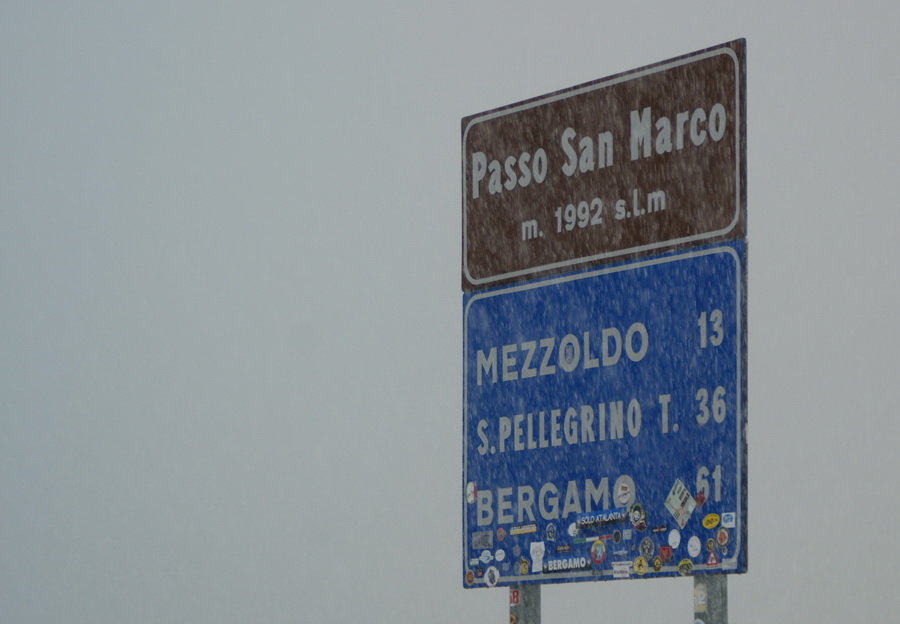 Passo San Marco
m. 1992 s.l.m
MEZZOLDO 13
S.PELLEGRINO T. 36
BERGAMO 61
SOLO ATALANTA
BERGAMO